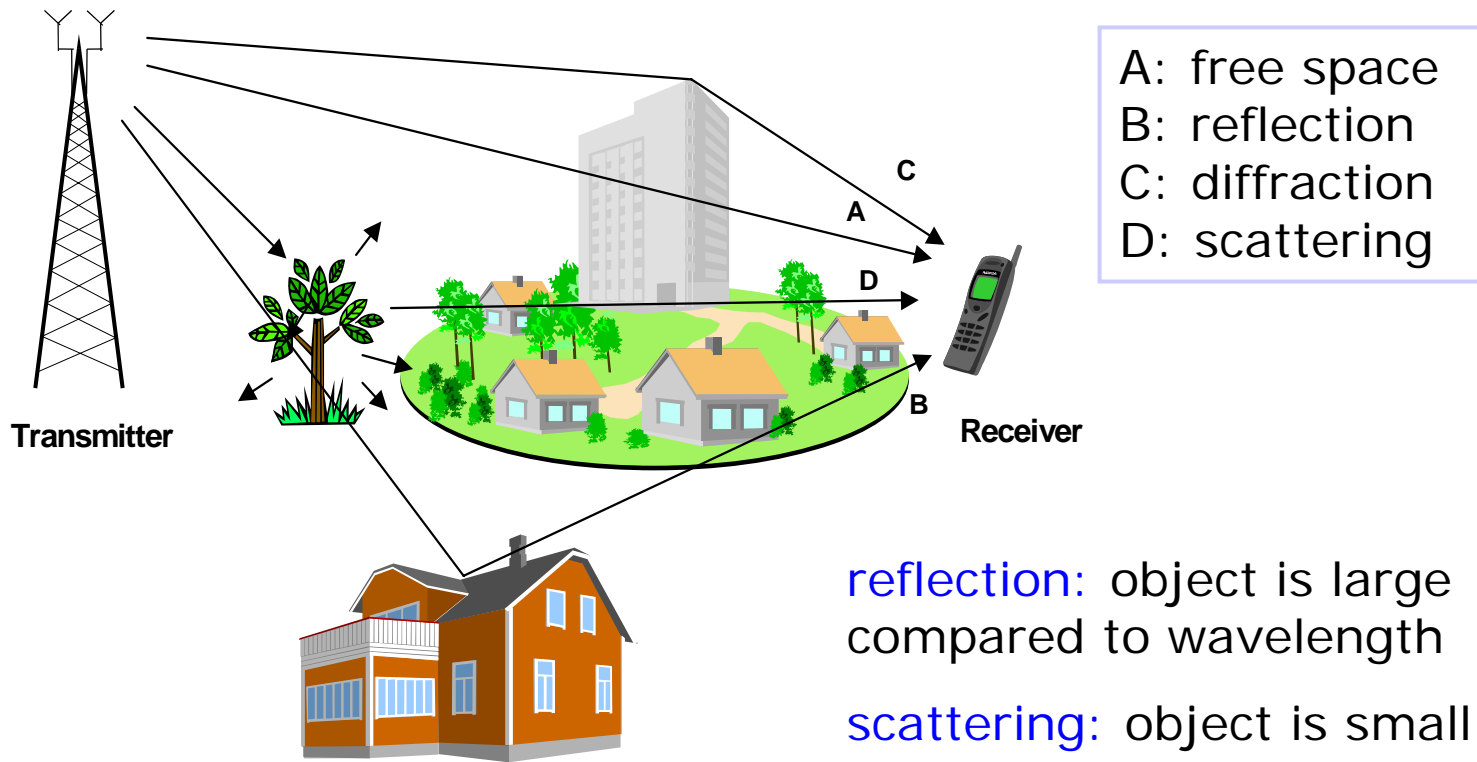 A: free space
B: reflection
C: diffraction
D: scattering
C
A
D
B
Transmitter
Receiver
reflection: object is large
compared to wavelength
scattering: object is small